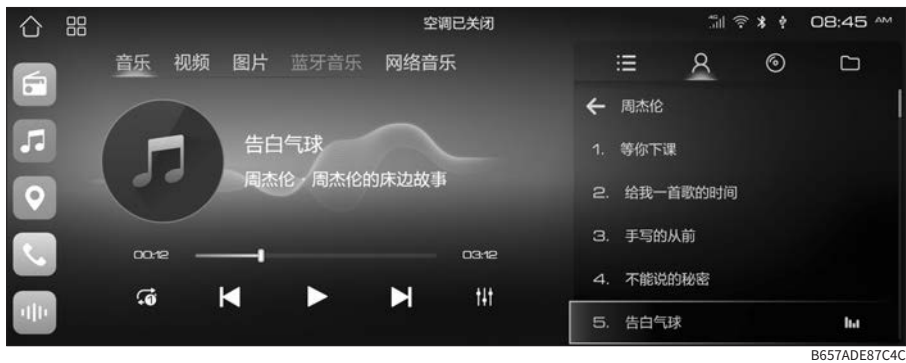 空调已关闭
4G
08:45 AM
音乐 视频 图片 蓝牙音乐 网络音乐
告白气球
周杰伦 · 周杰伦的床边故事
00:12
03:12
1
周杰伦
1. 等你下课
2. 给我一首歌的时间
3. 手写的从前
4. 不能说的秘密
5. 告白气球
B657ADE87C4C